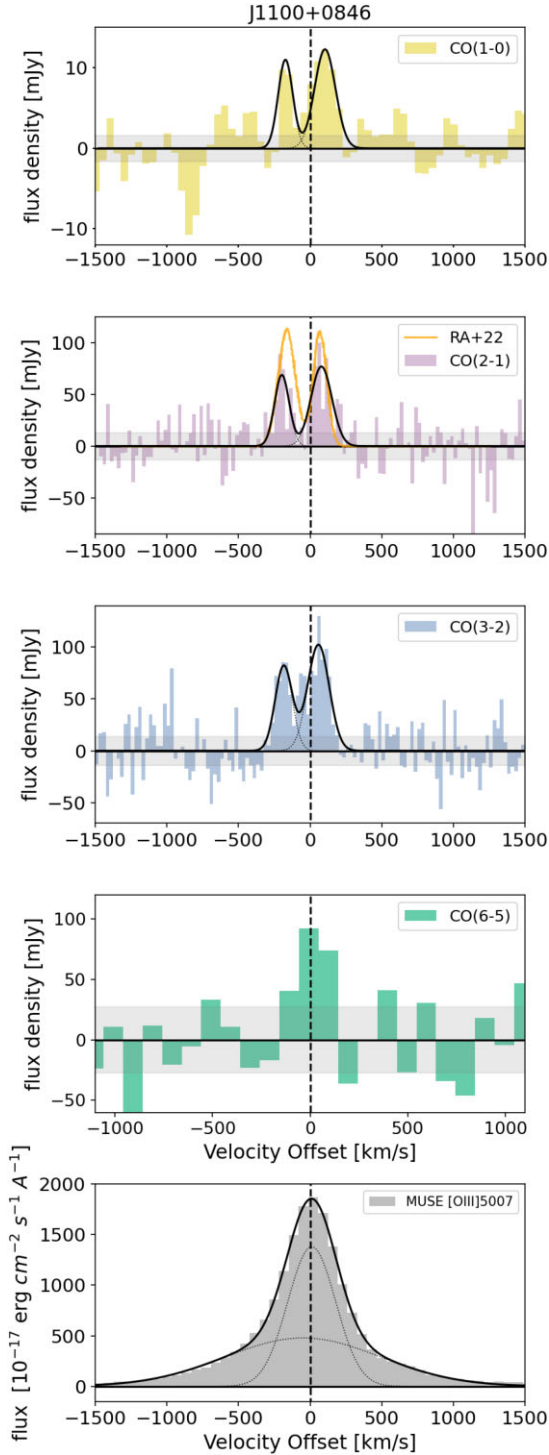 J1100+0846
CO(1-0)
flux density [mJy]
10
0
−10
−1500 −1000 −500 0 500 1000 1500
RA+22
CO(2-1)
flux density [mJy]
100
50
0
−50
−1500 −1000 −500 0 500 1000 1500
CO(3-2)
flux density [mJy]
100
50
0
−50
−1500 −1000 −500 0 500 1000 1500
CO(6-5)
flux density [mJy]
100
50
0
−50
−1000 −500 0 500 1000
Velocity Offset [km/s]
MUSE [OIII]5007
flux [10⁻¹⁷ erg cm⁻² s⁻¹ A⁻¹]
2000
1500
1000
500
0
−1500 −1000 −500 0 500 1000 1500
Velocity Offset [km/s]